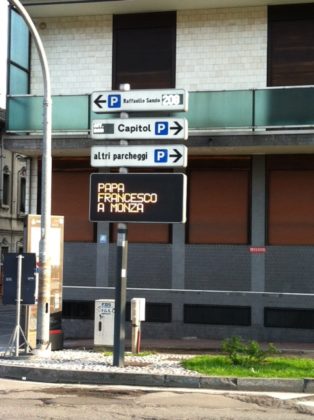 P Raffaello Sanzio 200
Capitol P
altri parcheggi P
PAPA
FRANCESCO
A MONZA